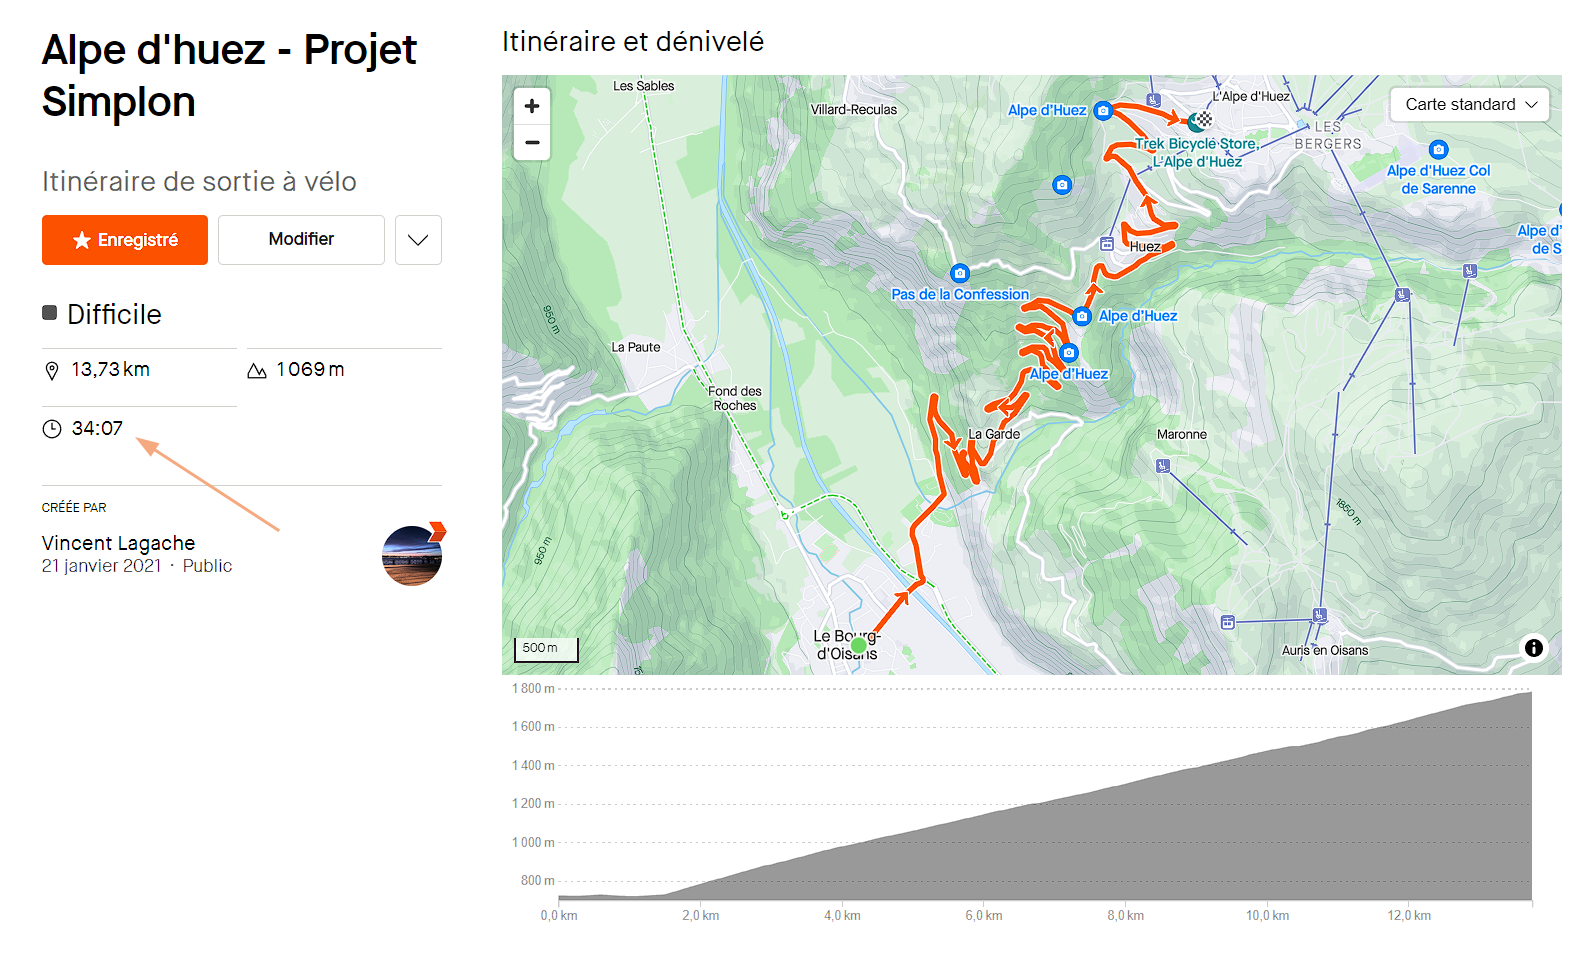 Alpe d'huez - Projet
Simplon
Itinéraire de sortie à vélo
Enregistré
Modifier
Difficile
13,73 km
1 069 m
34:07
CRÉÉE PAR
Vincent Lagache
21 janvier 2021 · Public
Itinéraire et dénivelé
+
−
Les Sables
Villard-Reculas
Alpe d'Huez
L'Alpe d'Huez
Carte standard
LES
BERGERS
Trek Bicycle Store,
L'Alpe d'Huez
Alpe d'Huez Col
de Sarenne
Alpe d'
de S
Huez
Pas de la Confession
Alpe d'Huez
950 m
La Paute
Alpe d'Huez
Fond des
Roches
La Garde
Maronne
1850 m
950 m
Le Bourg-
d'Oisans
500 m
Auris en Oisans
1 800 m
1 600 m
1 400 m
1 200 m
1 000 m
800 m
0,0 km
2,0 km
4,0 km
6,0 km
8,0 km
10,0 km
12,0 km